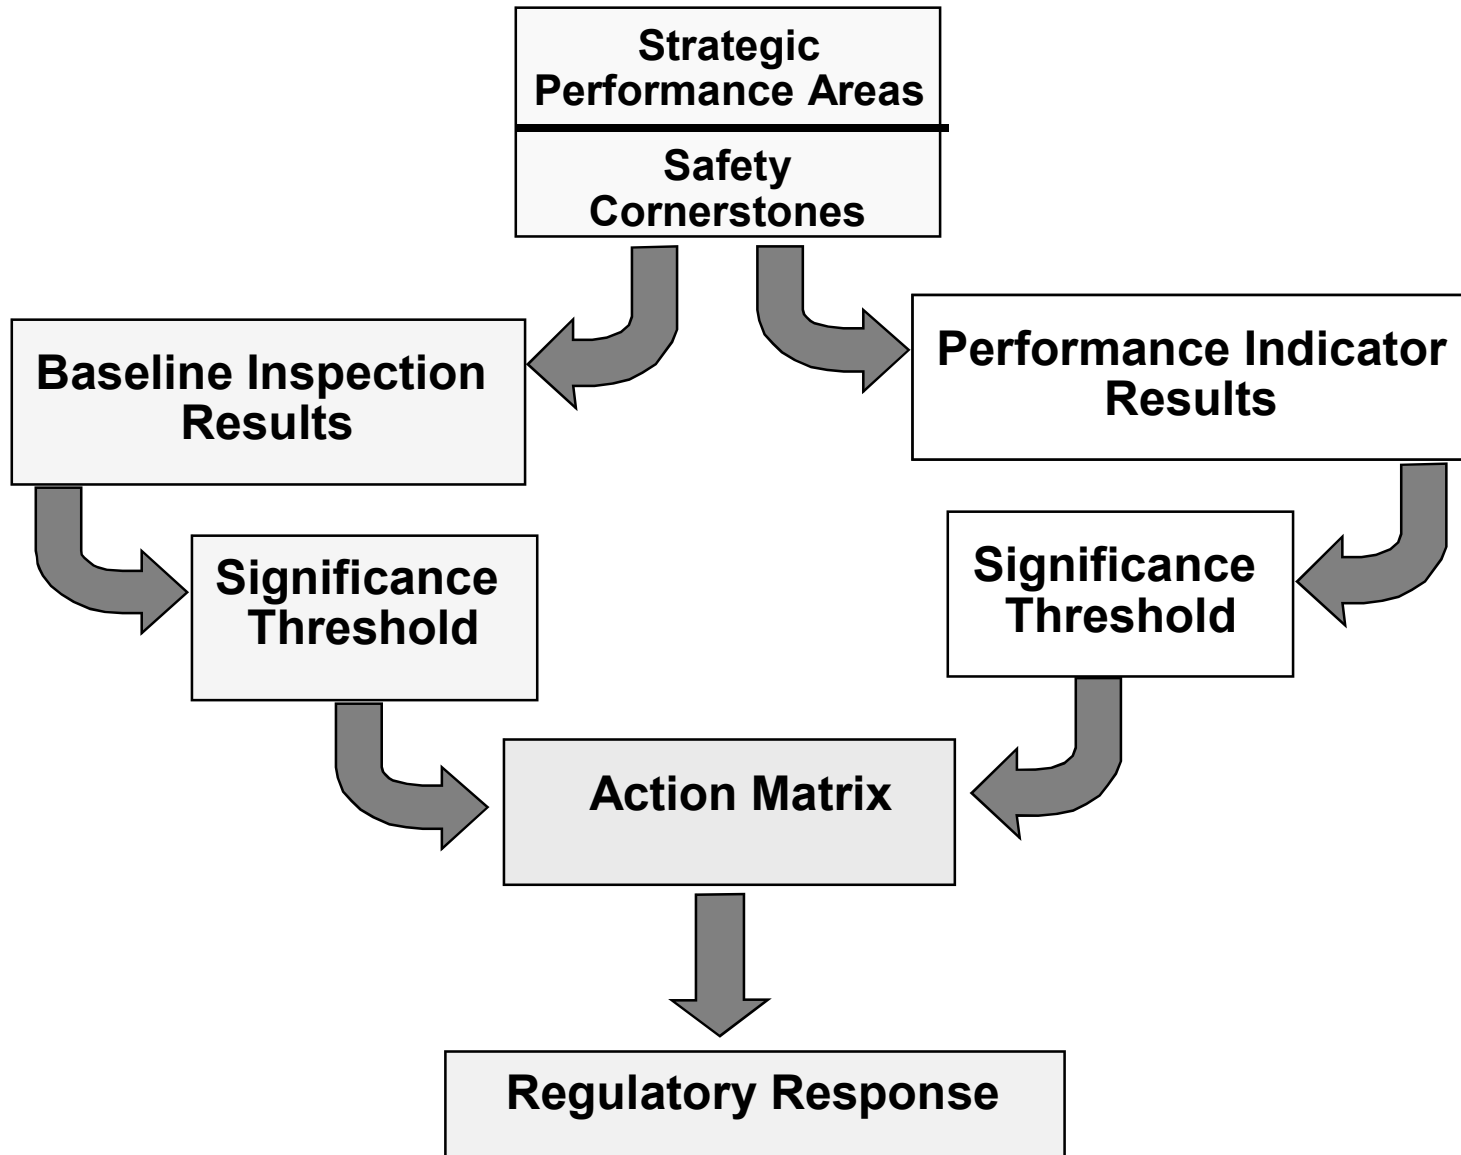 Strategic
Performance Areas
Safety
Cornerstones
Baseline Inspection
Results
Performance Indicator
Results
Significance
Threshold
Significance
Threshold
Action Matrix
Regulatory Response